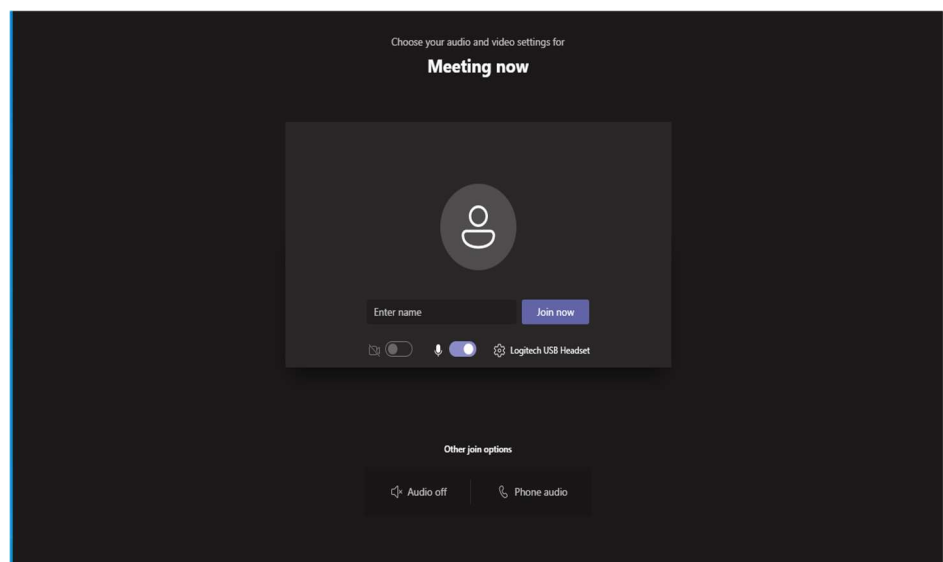 Choose your audio and video settings for
Meeting now
Enter name
Join now
Logitech USB Headset
Other join options
Audio off
Phone audio